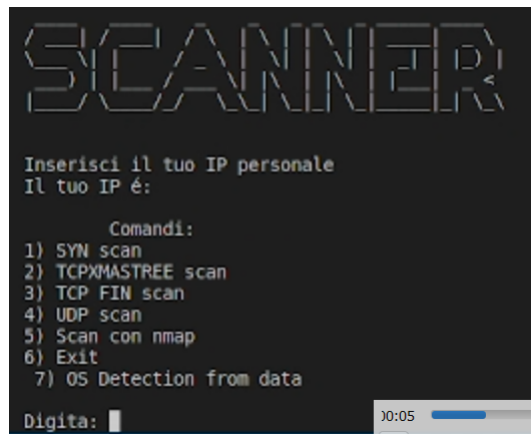 SCANNER
Inserisci il tuo IP personale
Il tuo IP é:
Comandi:
1) SYN scan
2) TCPXMASTREE scan
3) TCP FIN scan
4) UDP scan
5) Scan con nmap
6) Exit
7) OS Detection from data
Digita:
00:05